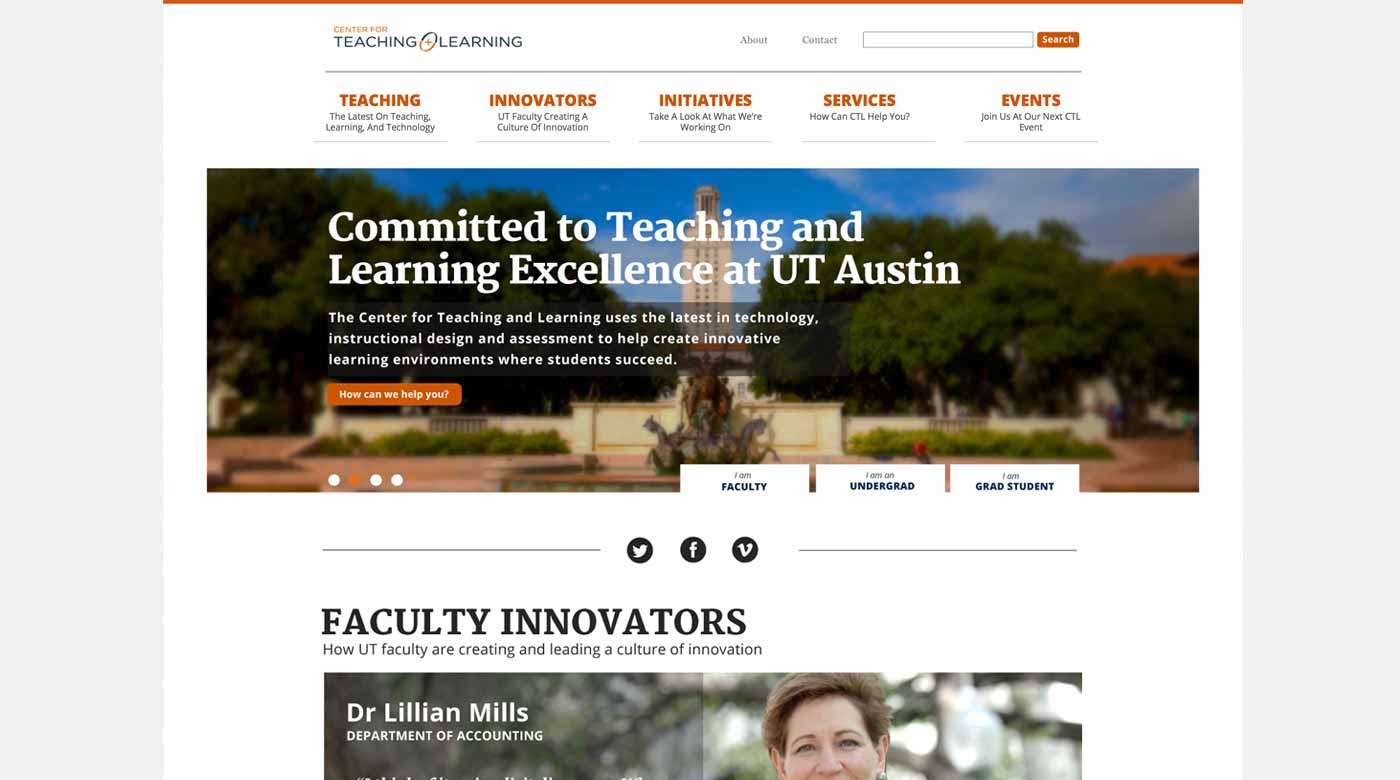 CENTER FOR
TEACHING + LEARNING
About
Contact
Search
TEACHING
The Latest On Teaching,
Learning, And Technology
INNOVATORS
UT Faculty Creating A
Culture Of Innovation
INITIATIVES
Take A Look At What We're
Working On
SERVICES
How Can CTL Help You?
EVENTS
Join Us At Our Next CTL
Event
Committed to Teaching and
Learning Excellence at UT Austin
The Center for Teaching and Learning uses the latest in technology,
instructional design and assessment to help create innovative
learning environments where students succeed.
How can we help you?
I am
FACULTY
I am an
UNDERGRAD
I am
GRAD STUDENT
FACULTY INNOVATORS
How UT faculty are creating and leading a culture of innovation
Dr Lillian Mills
DEPARTMENT OF ACCOUNTING